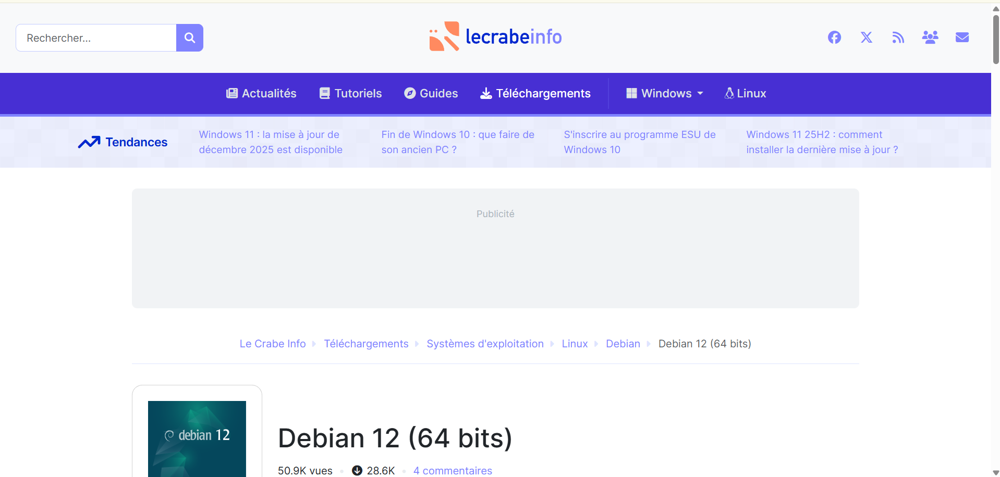 Rechercher...
lecrabeinfo
Actualités
Tutoriels
Guides
Téléchargements
Windows
Linux
Tendances
Windows 11 : la mise à jour de
décembre 2025 est disponible
Fin de Windows 10 : que faire de
son ancien PC ?
S'inscrire au programme ESU de
Windows 10
Windows 11 25H2 : comment
installer la dernière mise à jour ?
Publicité
Le Crabe Info
Téléchargements
Systèmes d'exploitation
Linux
Debian
Debian 12 (64 bits)
debian 12
Debian 12 (64 bits)
50.9K vues
28.6K
4 commentaires